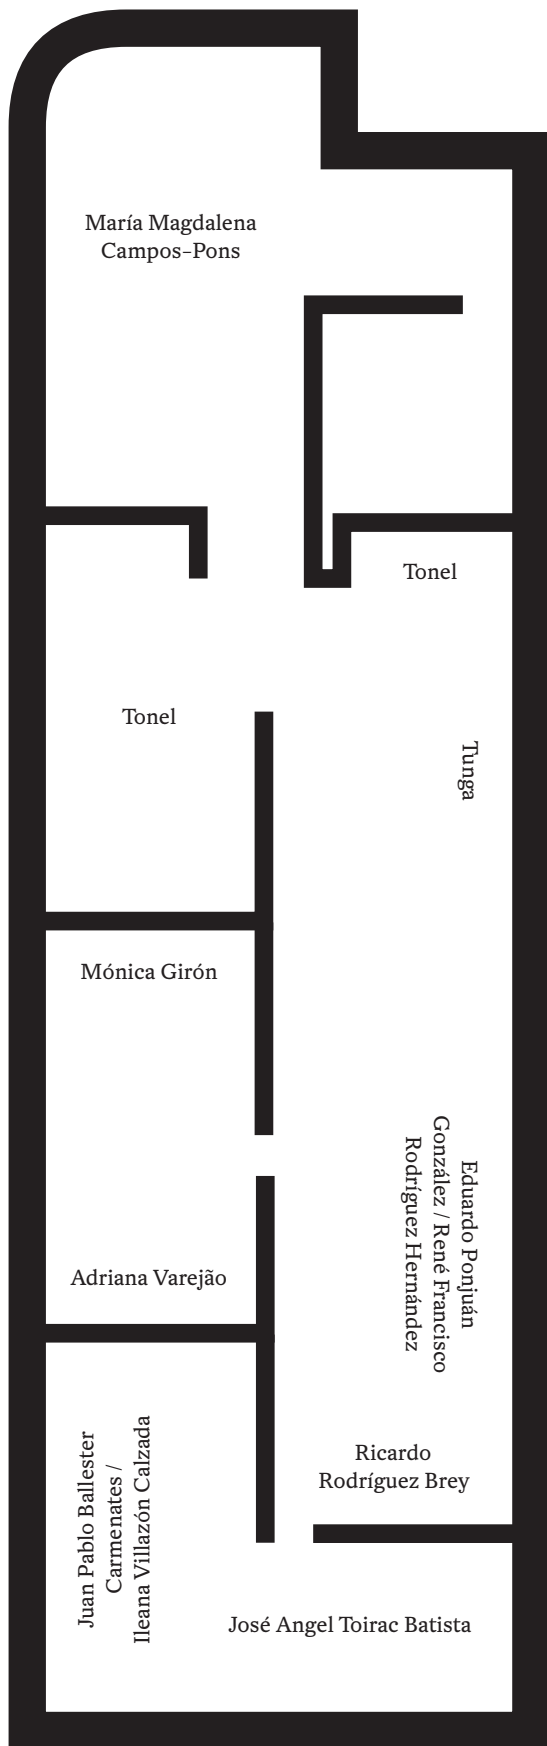 María Magdalena
Campos-Pons
Tonel
Tonel
Tunga
Mónica Girón
Eduardo Ponjuán
González / René Francisco
Rodríguez Hernández
Adriana Varejão
Juan Pablo Ballester
Carmenates /
Ileana Villazón Calzada
Ricardo
Rodríguez Brey
José Angel Toirac Batista